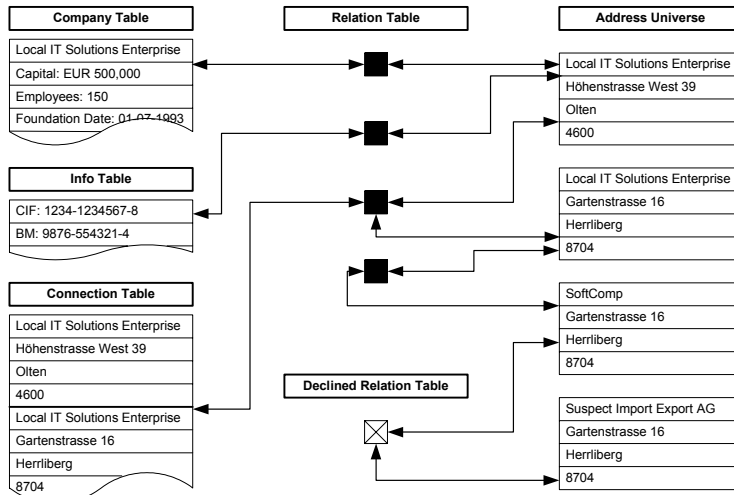 Company Table
Local IT Solutions Enterprise
Capital: EUR 500,000
Employees: 150
Foundation Date: 01-07-1993
Info Table
CIF: 1234-1234567-8
BM: 9876-554321-4
Connection Table
Local IT Solutions Enterprise
Höhenstrasse West 39
Olten
4600
Local IT Solutions Enterprise
Gartenstrasse 16
Herrliberg
8704
Relation Table
Declined Relation Table
Address Universe
Local IT Solutions Enterprise
Höhenstrasse West 39
Olten
4600
Local IT Solutions Enterprise
Gartenstrasse 16
Herrliberg
8704
SoftComp
Gartenstrasse 16
Herrliberg
8704
Suspect Import Export AG
Gartenstrasse 16
Herrliberg
8704